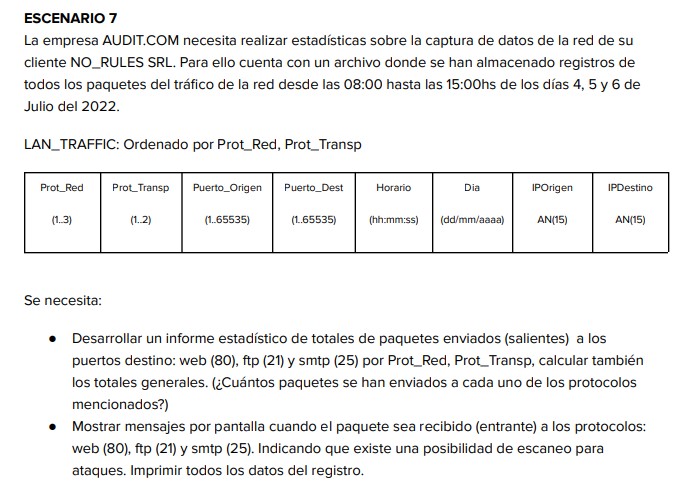 ESCENARIO 7
La empresa AUDIT.COM necesita realizar estadísticas sobre la captura de datos de la red de su
cliente NO_RULES SRL. Para ello cuenta con un archivo donde se han almacenado registros de
todos los paquetes del tráfico de la red desde las 08:00 hasta las 15:00hs de los días 4, 5 y 6 de
Julio del 2022.
LAN_TRAFFIC: Ordenado por Prot_Red, Prot_Transp
Prot_Red Prot_Transp Puerto_Origen Puerto_Dest Horario Dia IPOrigen IPDestino
(1..3) (1..2) (1..65535) (1..65535) (hh:mm:ss) (dd/mm/aaaa) AN(15) AN(15)
Se necesita:
● Desarrollar un informe estadístico de totales de paquetes enviados (salientes) a los
puertos destino: web (80), ftp (21) y smtp (25) por Prot_Red, Prot_Transp, calcular también
los totales generales. (¿Cuántos paquetes se han enviados a cada uno de los protocolos
mencionados?)
● Mostrar mensajes por pantalla cuando el paquete sea recibido (entrante) a los protocolos:
web (80), ftp (21) y smtp (25). Indicando que existe una posibilidad de escaneo para
ataques. Imprimir todos los datos del registro.